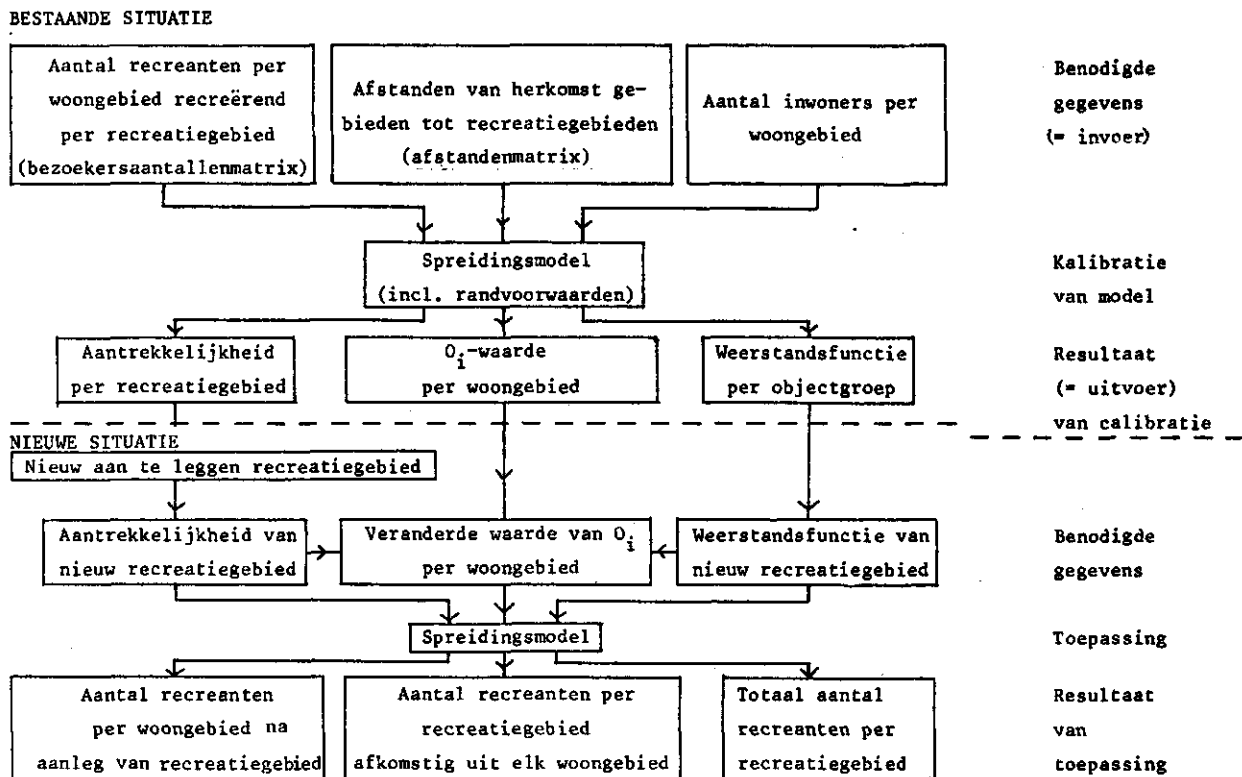 BESTAANDE SITUATIE
Aantal recreanten per
woongebied recreërend
per recreatiegebied
(bezoekersaantallenmatrix)
Afstanden van herkomst ge-
bieden tot recreatiegebieden
(afstandenmatrix)
Aantal inwoners per
woongebied
Benodigde
gegevens
(= invoer)
Spreidingsmodel
(incl. randvoorwaarden)
Kalibratie
van model
Aantrekkelijkheid
per recreatiegebied
O_i-waarde
per woongebied
Weerstandsfunctie
per objectgroep
Resultaat
(= uitvoer)
van calibratie
NIEUWE SITUATIE
Nieuw aan te leggen recreatiegebied
Aantrekkelijkheid van
nieuw recreatiegebied
Veranderde waarde van O_i
per woongebied
Weerstandsfunctie van
nieuw recreatiegebied
Benodigde
gegevens
Spreidingsmodel
Toepassing
Aantal recreanten
per woongebied na
aanleg van recreatiegebied
Aantal recreanten per
recreatiegebied
afkomstig uit elk woongebied
Totaal aantal
recreanten per
recreatiegebied
Resultaat
van
toepassing